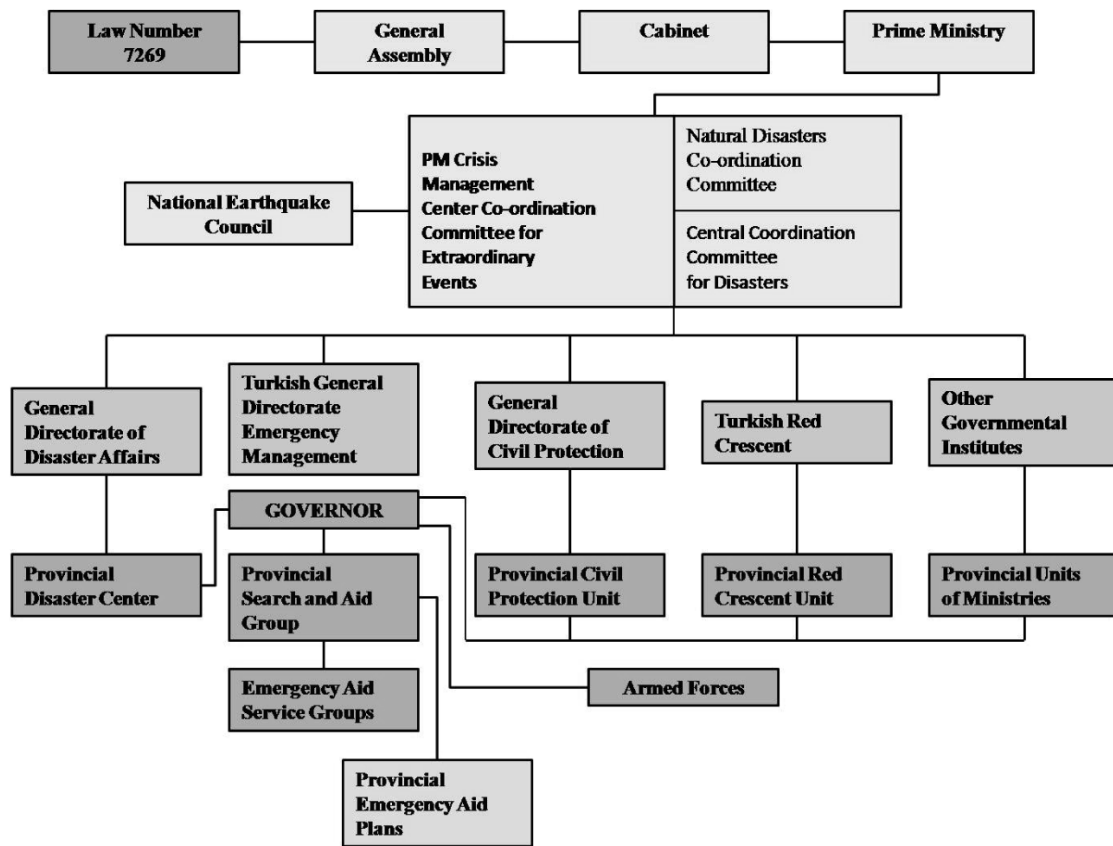 Law Number
7269
General
Assembly
Cabinet
Prime Ministry
PM Crisis
Management
Center Co-ordination
Committee for
Extraordinary
Events
Natural Disasters
Co-ordination
Committee
Central Coordination
Committee
for Disasters
National Earthquake
Council
General
Directorate of
Disaster Affairs
Turkish General
Directorate
Emergency
Management
General
Directorate of
Civil Protection
Turkish Red
Crescent
Other
Governmental
Institutes
GOVERNOR
Provincial
Disaster Center
Provincial
Search and Aid
Group
Provincial Civil
Protection Unit
Provincial Red
Crescent Unit
Provincial Units
of Ministries
Emergency Aid
Service Groups
Armed Forces
Provincial
Emergency Aid
Plans